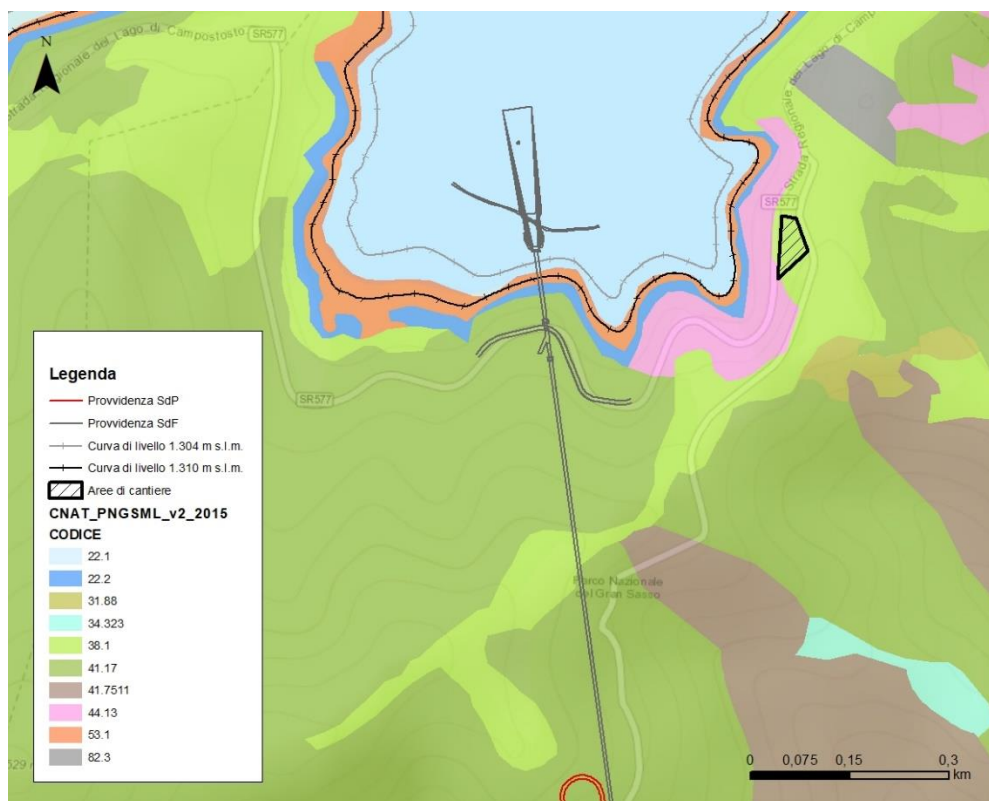 N
Strada Regionale del Lago di Campotosto
SR577
Strada Regionale del Lago di Camp
SR577
SR577
Parco Nazionale
del Gran Sasso
Legenda
Provvidenza SdP
Provvidenza SdF
Curva di livello 1.304 m s.l.m.
Curva di livello 1.310 m s.l.m.
Aree di cantiere
CNAT_PNGSML_v2_2015
CODICE
22.1
22.2
31.88
34.323
38.1
41.17
41.7511
44.13
53.1
82.3
0 0,075 0,15 0,3
km